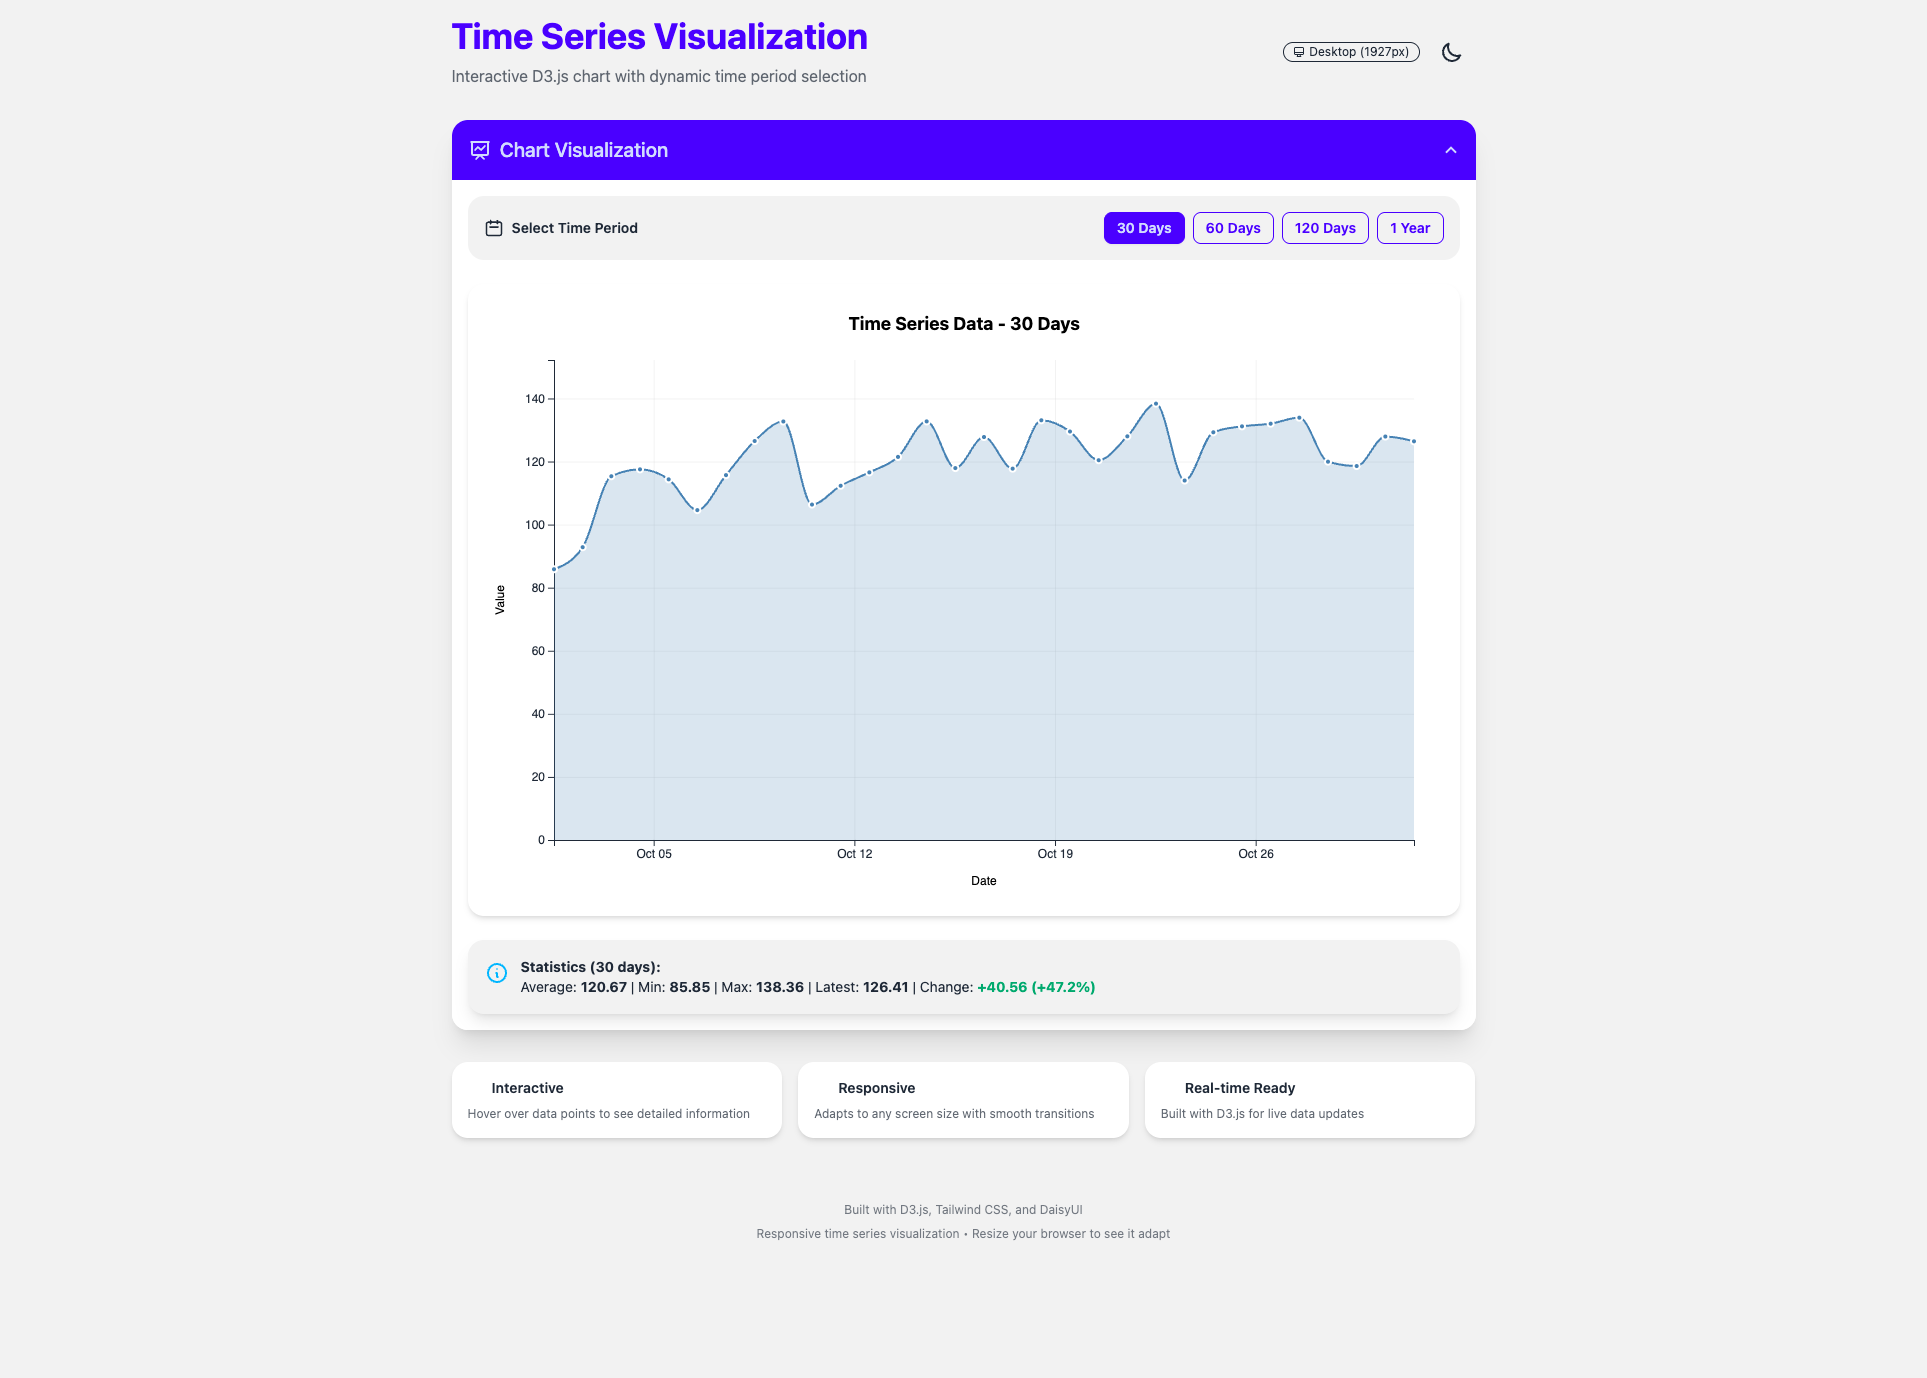 Time Series Visualization
Interactive D3.js chart with dynamic time period selection
Desktop (1927px)
Chart Visualization
Select Time Period
30 Days
60 Days
120 Days
1 Year
Time Series Data - 30 Days
140
120
100
80
60
40
20
0
Value
Oct 05
Oct 12
Oct 19
Oct 26
Date
Statistics (30 days):
Average: 120.67 | Min: 85.85 | Max: 138.36 | Latest: 126.41 | Change: +40.56 (+47.2%)
Interactive
Hover over data points to see detailed information
Responsive
Adapts to any screen size with smooth transitions
Real-time Ready
Built with D3.js for live data updates
Built with D3.js, Tailwind CSS, and DaisyUI
Responsive time series visualization • Resize your browser to see it adapt